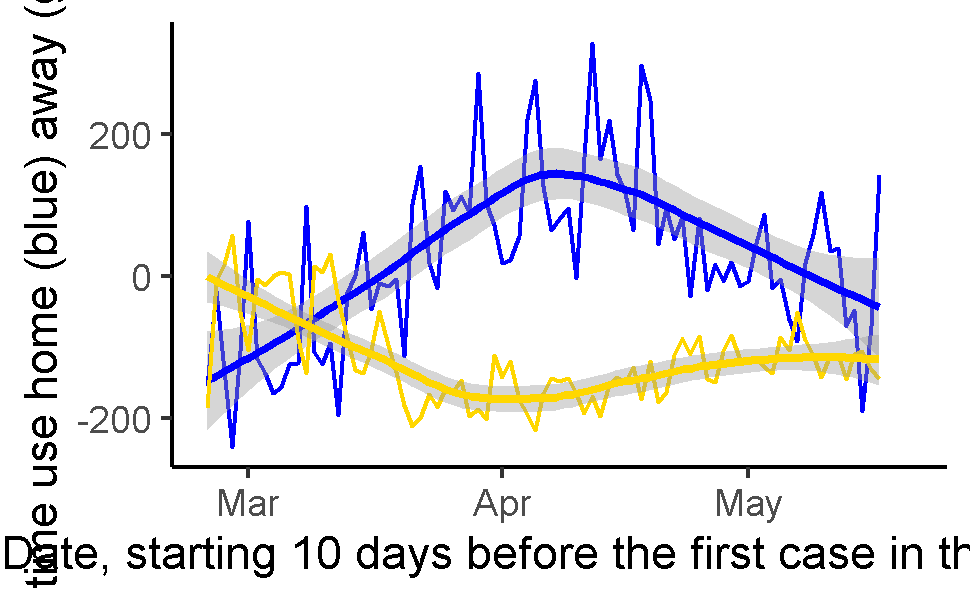 time use home (blue) away (
200
0
-200
Mar Apr May
Date, starting 10 days before the first case in th